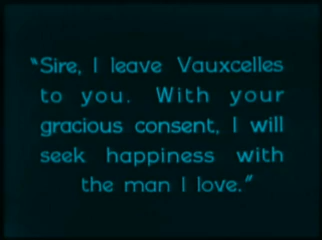 "Sire, I leave Vauxcelles
to you. With your
gracious consent, I will
seek happiness with
the man I love."